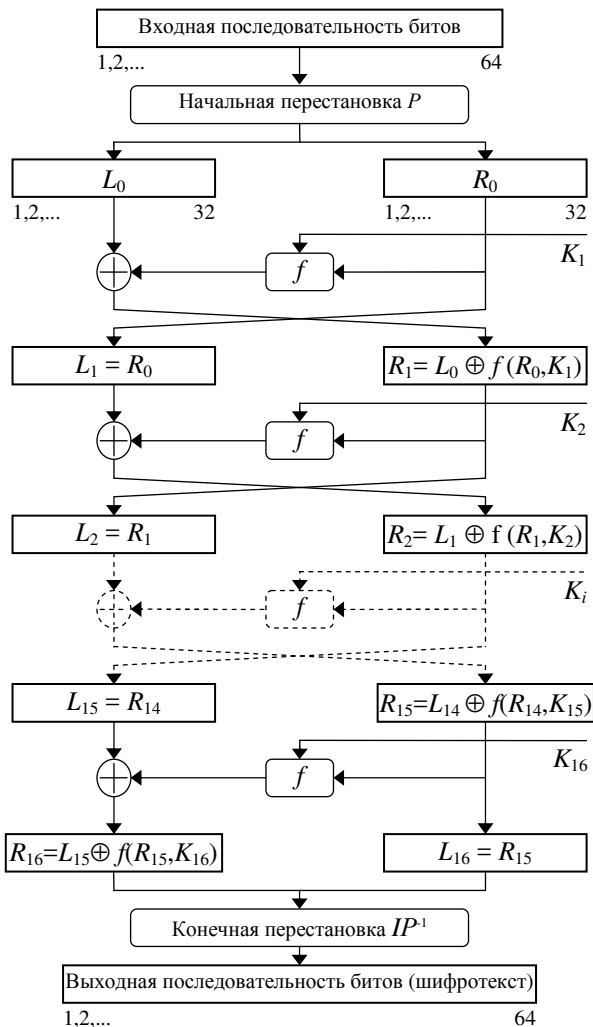 Входная последовательность битов
1,2,... 64
Начальная перестановка P
L₀ R₀
1,2,... 32 1,2,... 32
K₁
f
L₁ = R₀ R₁= L₀ ⊕ f (R₀,K₁)
K₂
f
L₂ = R₁ R₂= L₁ ⊕ f (R₁,K₂)
Kᵢ
f
L₁₅ = R₁₄ R₁₅=L₁₄ ⊕ f(R₁₄,K₁₅)
K₁₆
f
R₁₆=L₁₅⊕ f(R₁₅,K₁₆) L₁₆ = R₁₅
Конечная перестановка IP⁻¹
Выходная последовательность битов (шифротекст)
1,2,... 64